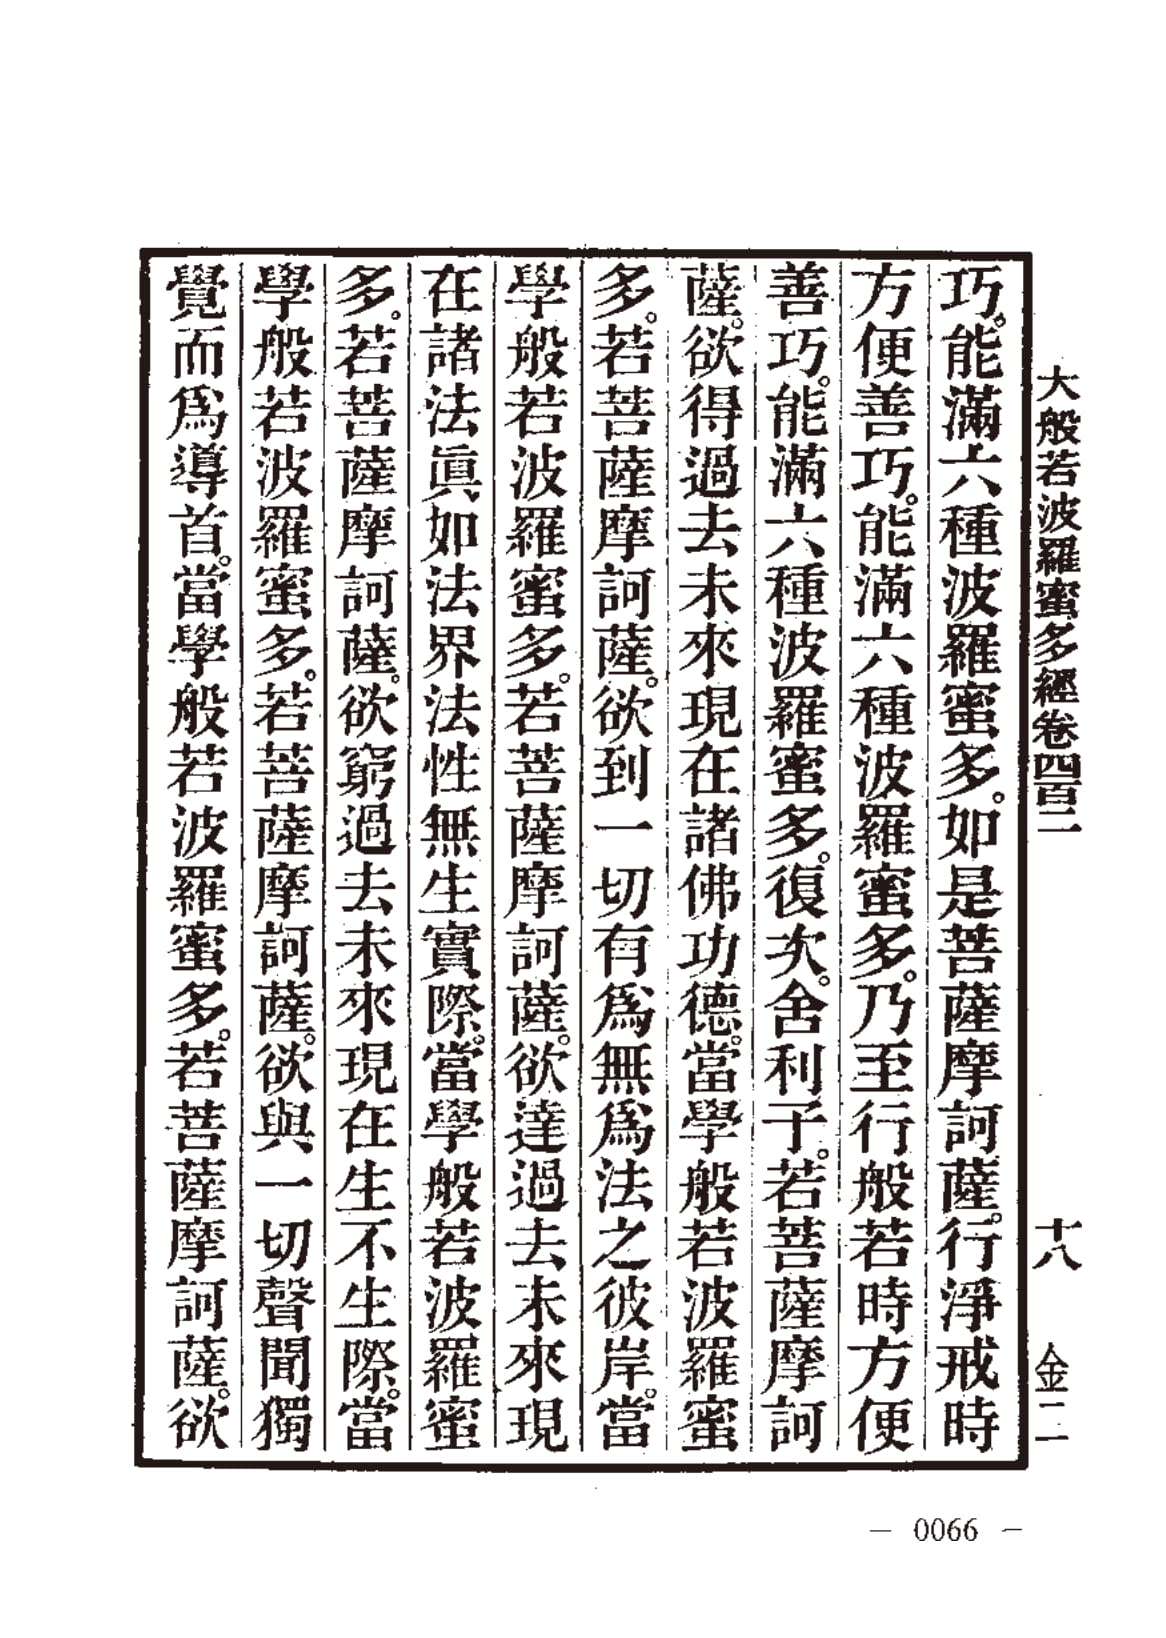 大般若波羅蜜多經卷四百二　十八　金二
巧。能滿六種波羅蜜多。如是菩薩摩訶薩。行淨戒時
方便善巧。能滿六種波羅蜜多。乃至行般若時方便
善巧。能滿六種波羅蜜多。復次。舍利子。若菩薩摩訶
薩。欲得過去未來現在諸佛功德。當學般若波羅蜜
多。若菩薩摩訶薩。欲到一切有爲無爲法之彼岸。當
學般若波羅蜜多。若菩薩摩訶薩。欲達過去未來現
在諸法眞如法界法性無生實際。當學般若波羅蜜
多。若菩薩摩訶薩。欲窮過去未來現在生不生際。當
學般若波羅蜜多。若菩薩摩訶薩。欲與一切聲聞獨
覺而爲導首。當學般若波羅蜜多。若菩薩摩訶薩。欲
— 0066 —